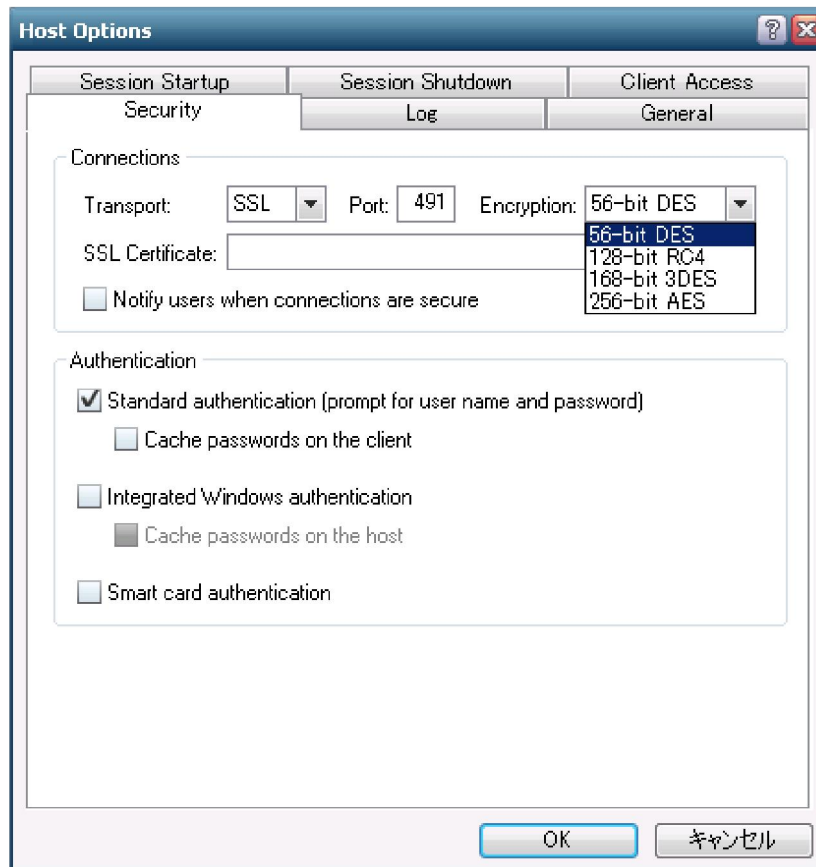 Host Options
Session Startup Session Shutdown Client Access
Security Log General
Connections
Transport: SSL Port: 491 Encryption: 56-bit DES
56-bit DES
SSL Certificate:
128-bit RC4
168-bit 3DES
Notify users when connections are secure
256-bit AES
Authentication
Standard authentication (prompt for user name and password)
Cache passwords on the client
Integrated Windows authentication
Cache passwords on the host
Smart card authentication
OK キャンセル